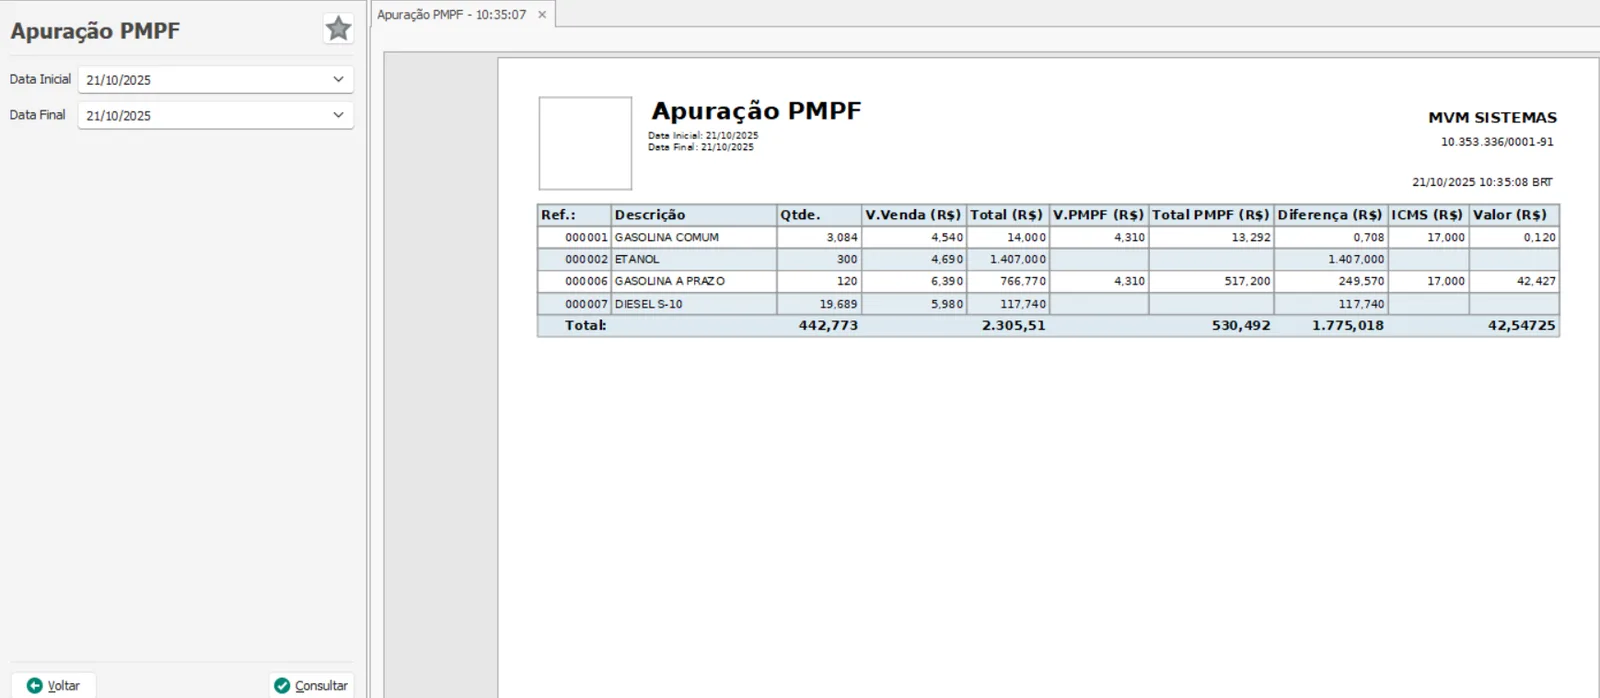 Apuração PMPF
Data Inicial 21/10/2025
Data Final 21/10/2025
Voltar Consultar
Apuração PMPF - 10:35:07 ×
Apuração PMPF
Data Inicial: 21/10/2025
Data Final: 21/10/2025
MVM SISTEMAS
10.353.336/0001-91
21/10/2025 10:35:08 BRT
Ref.: Descrição Qtde. V.Venda (R$) Total (R$) V.PMPF (R$) Total PMPF (R$) Diferença (R$) ICMS (R$) Valor (R$)
000001 GASOLINA COMUM 3,084 4,540 14,000 4,310 13,292 0,708 17,000 0,120
000002 ETANOL 300 4,690 1.407,000 1.407,000
000006 GASOLINA A PRAZO 120 6,390 766,770 4,310 517,200 249,570 17,000 42,427
000007 DIESEL S-10 19,689 5,980 117,740 117,740
Total: 442,773 2.305,51 530,492 1.775,018 42,54725